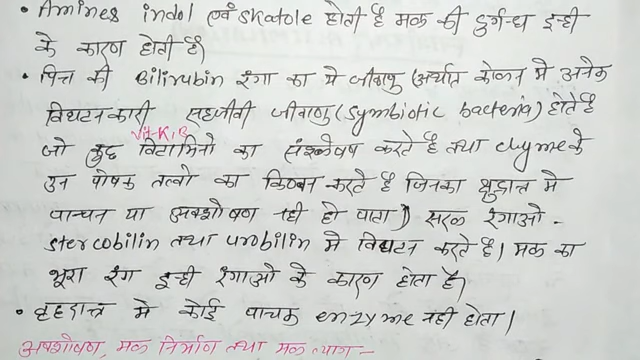 • Amines indol एवं skatole होती है मल की दुर्गन्ध इन्ही
के कारण होती है।
• पित्त की Bilirubin रंगा का ये जीवाणु (अर्थात कोलन मे अनेक
विघटनकारी सहजीवी जीवाणु (symbiotic bacteria) होते है
Vit-K,B
जो कुछ विटामिनो का संश्लेषण करते है तथा chyme के
उन पोषक तत्वो का किण्वन करते है जिनका क्षुद्रान्त्र मे
पाचन या अवशोषण नही हो पाता) सरल रंगाओ -
stercobilin तथा urobilin मे विघटन करते है। मल का
भूरा रंग इन्ही रंगाओ के कारण होता है।
• वृहदान्त्र मे कोई पाचक enzyme नही होता।
अवशोषण, मल निर्माण तथा मल त्याग -